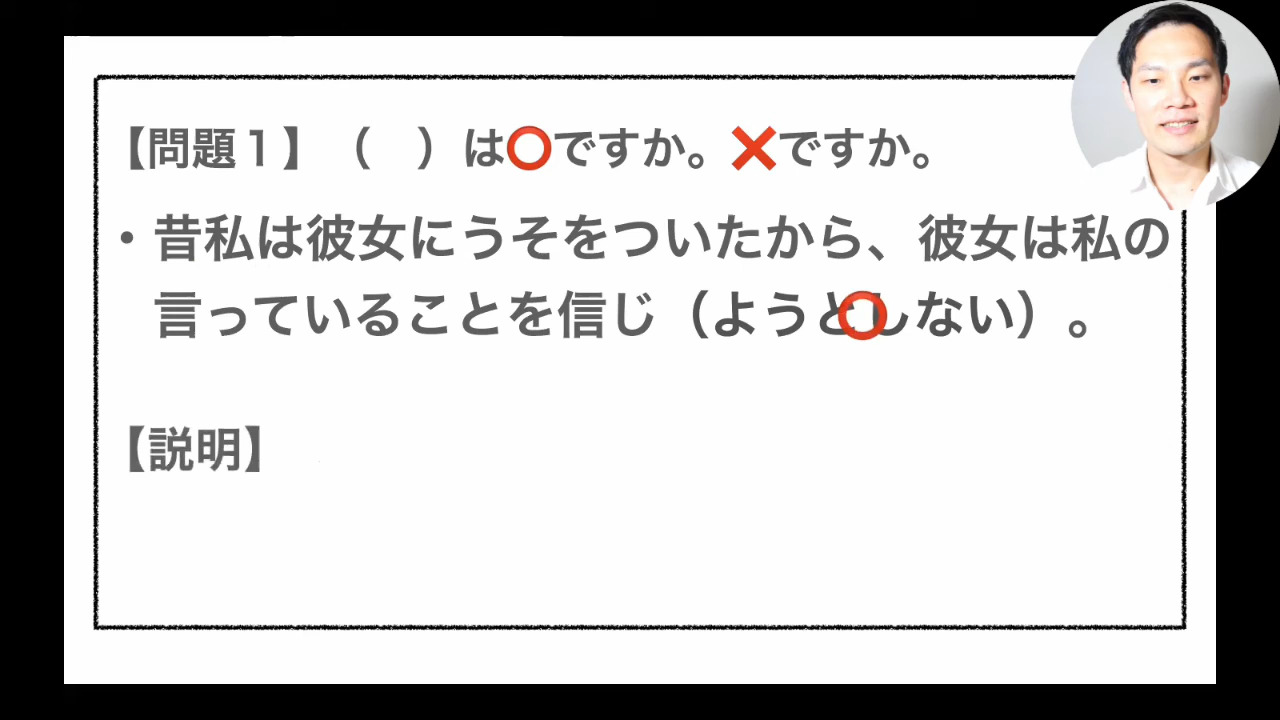 【問題１】（　）は⭕ですか。❌ですか。
・昔私は彼女にうそをついたから、彼女は私の
言っていることを信じ（ようとしない）。
【説明】